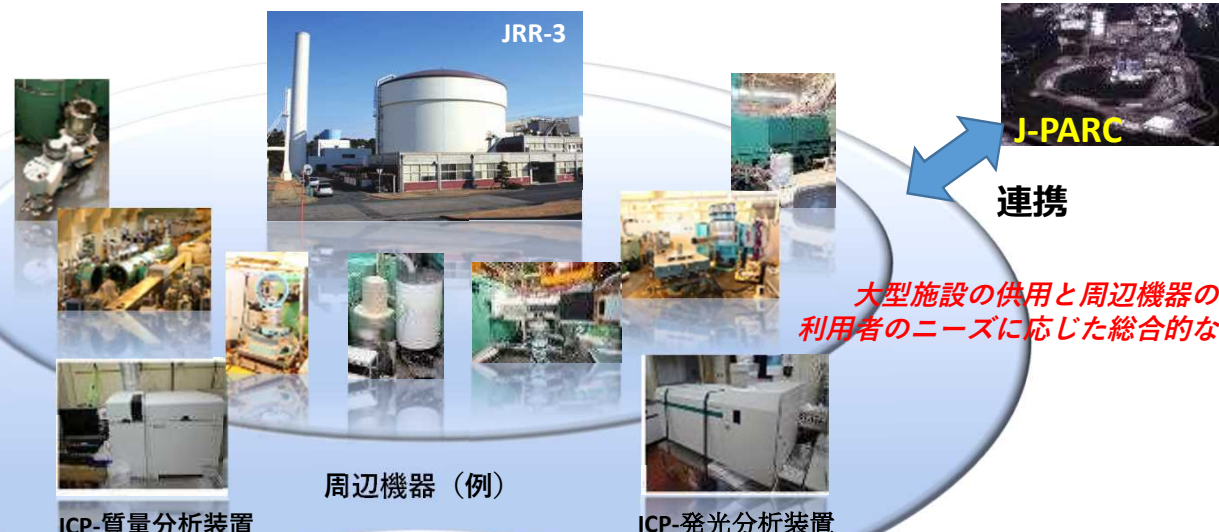 JRR-3
J-PARC
連携
大型施設の供用と周辺機器の
利用者のニーズに応じた総合的な
周辺機器（例）
ICP-質量分析装置
ICP-発光分析装置